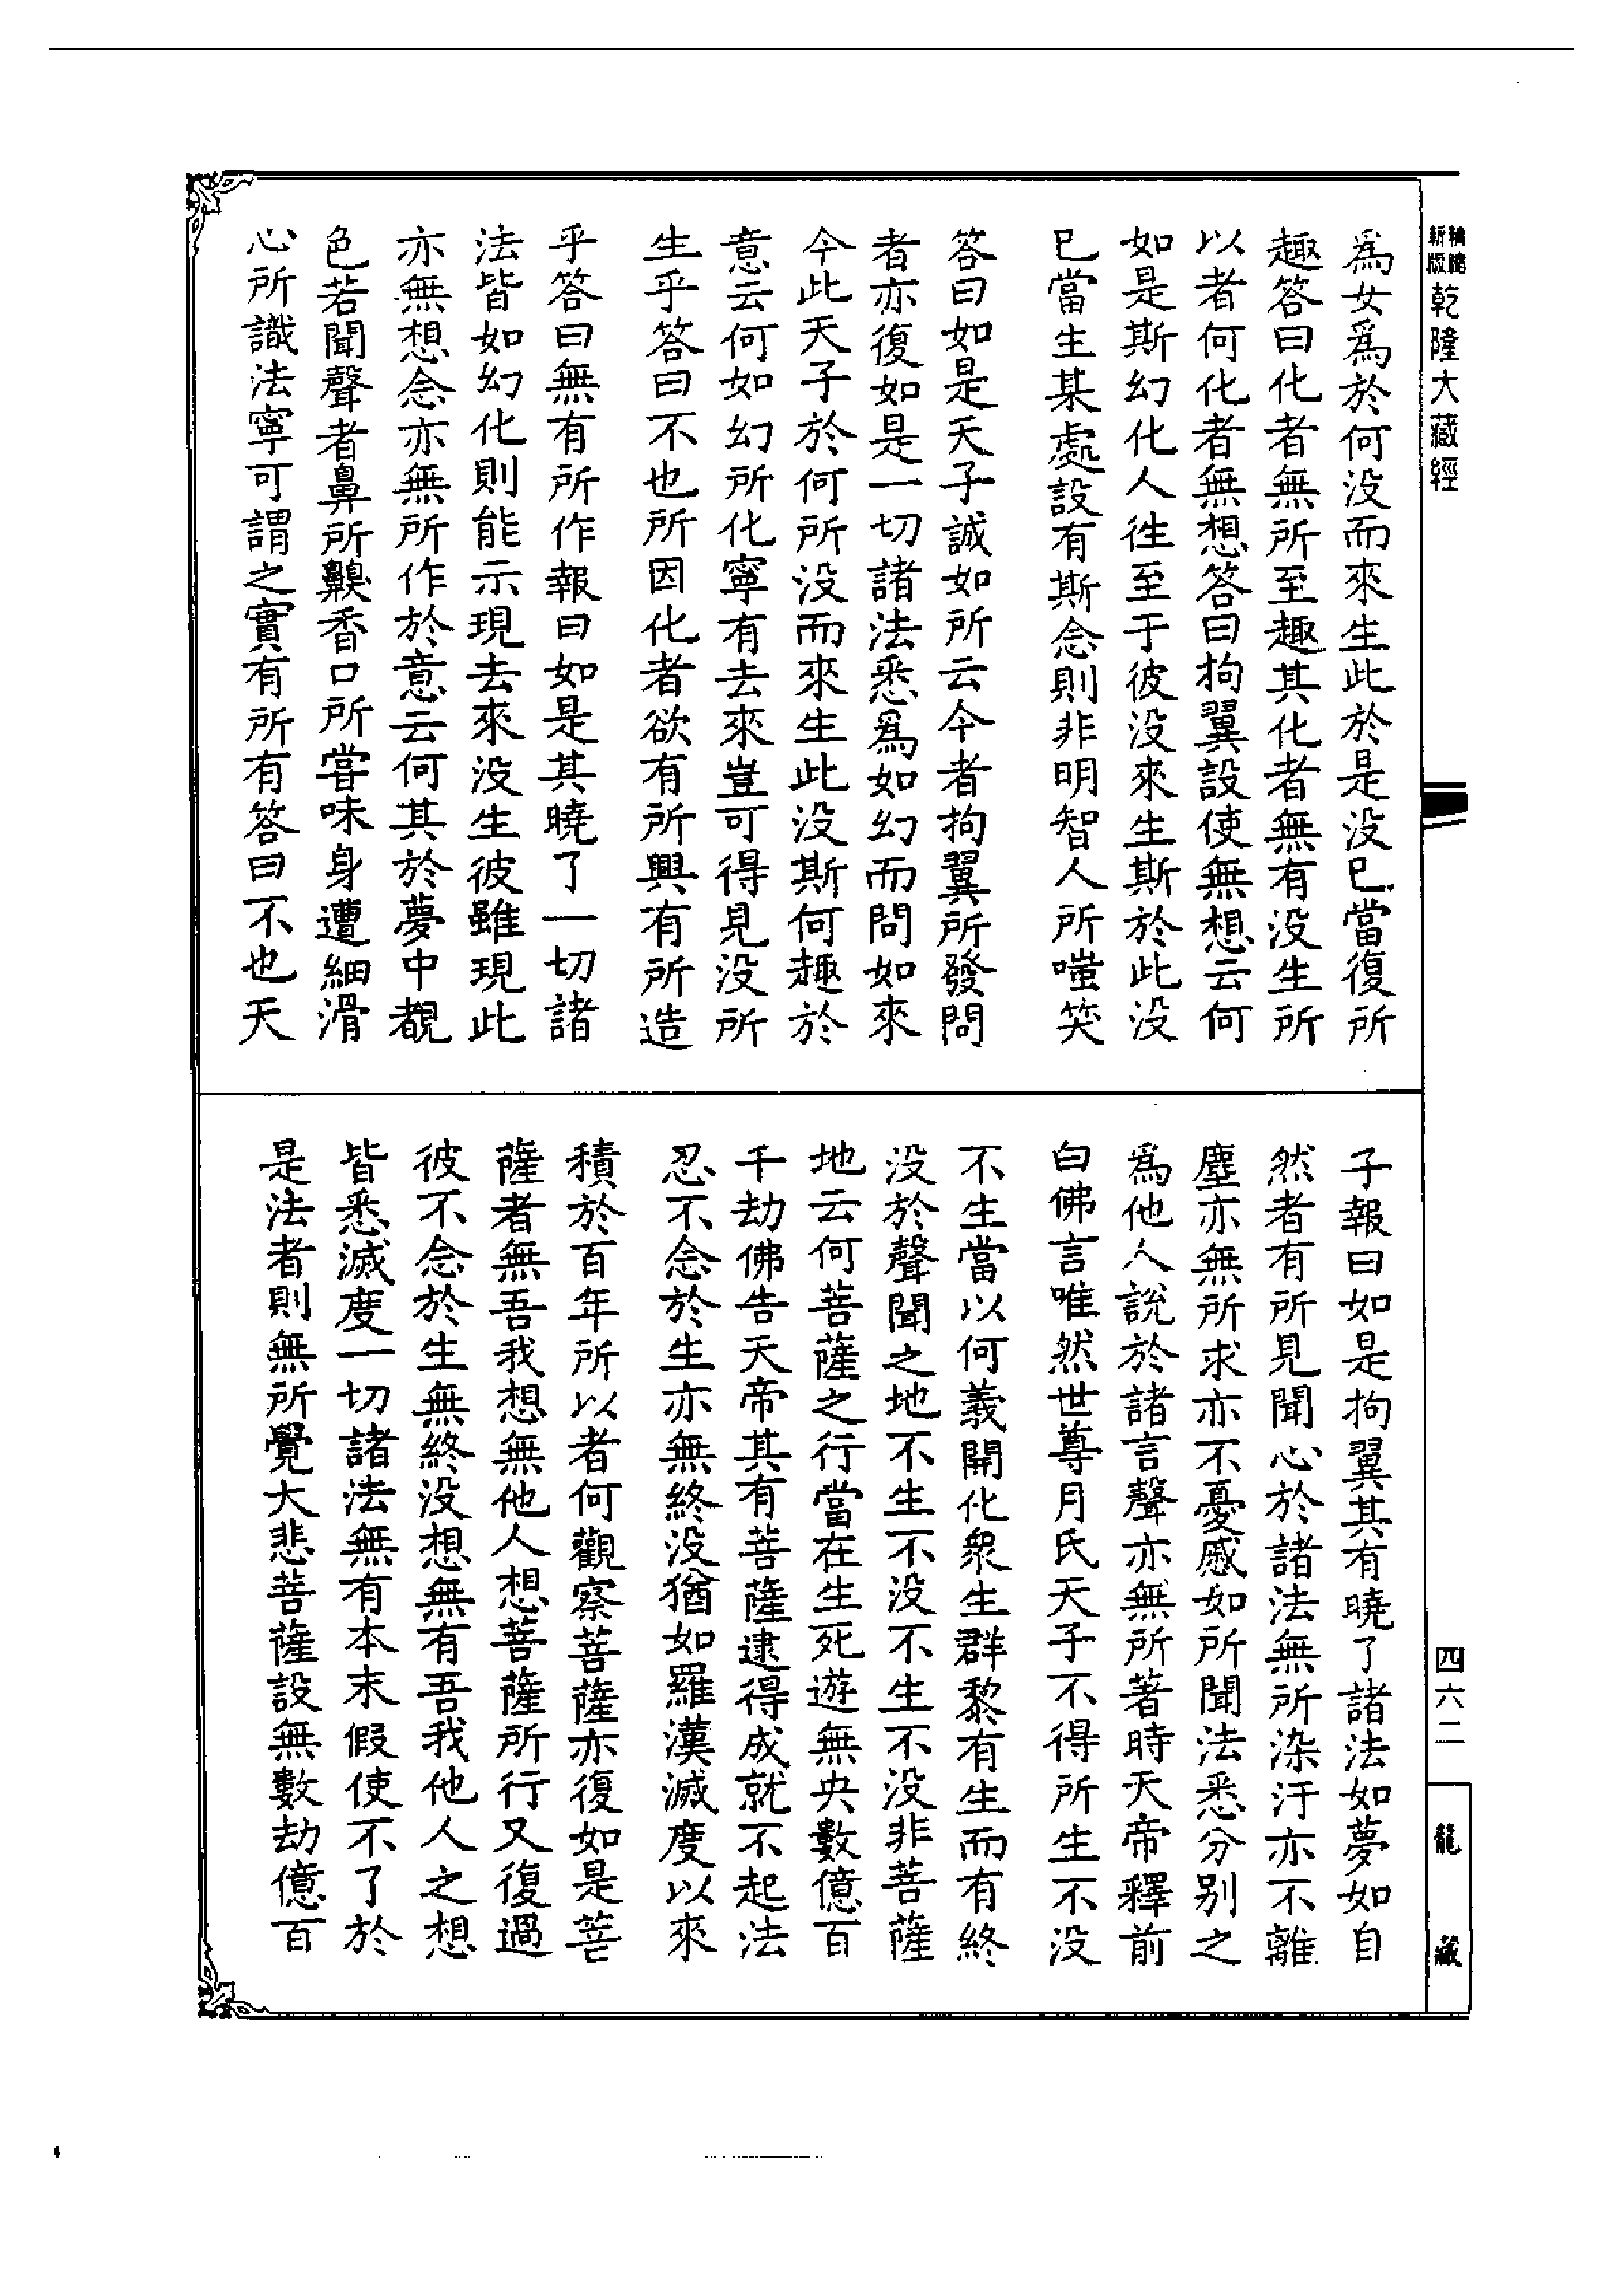 新版
乾隆大藏經
為女爲於何没而來生此於是没已當復所
趣答曰化者無所至趣其化者無有没生所
以者何化者無想答曰拘翼設使無想云何
如是斯幻化人徃至于彼没來生斯於此没
已當生某處設有斯念則非明智人所嗤笑
答曰如是天子誠如所云今者拘翼所發問
者亦復如是一切諸法悉爲如幻而問如來
今此天子於何所没而來生此没斯何趣於
意云何如幻所化寧有去來豈可得見没所
生乎答曰不也所因化者欲有所興有所造
乎答曰無有所作報曰如是其曉了一切諸
法皆如幻化則能示現去來没生彼雖現此
亦無想念亦無所作於意云何其於夢中覩
色若聞聲者鼻所齅香口所嘗味身遭細滑
心所識法寧可謂之實有所有答曰不也天
子報曰如是拘翼其有曉了諸法如夢如自
然者有所見聞心於諸法無所染汙亦不離
塵亦無所求亦不憂慼如所聞法悉分别之
爲他人說於諸言聲亦無所著時天帝釋前
白佛言唯然世尊月氏天子不得所生不没
不生當以何義開化衆生群黎有生而有終
没於聲聞之地不生不没不生不没非菩薩
地云何菩薩之行當在生死遊無央數億百
千劫佛告天帝其有菩薩逮得成就不起法
忍不念於生亦無終没猶如羅漢滅度以來
積於百年所以者何觀察菩薩亦復如是菩
薩者無吾我想無他人想菩薩所行又復過
彼不念於生無終没想無有吾我他人之想
皆悉滅度一切諸法無有本末假使不了於
是法者則無所覺大悲菩薩設無數劫億百
四六二
龍藏